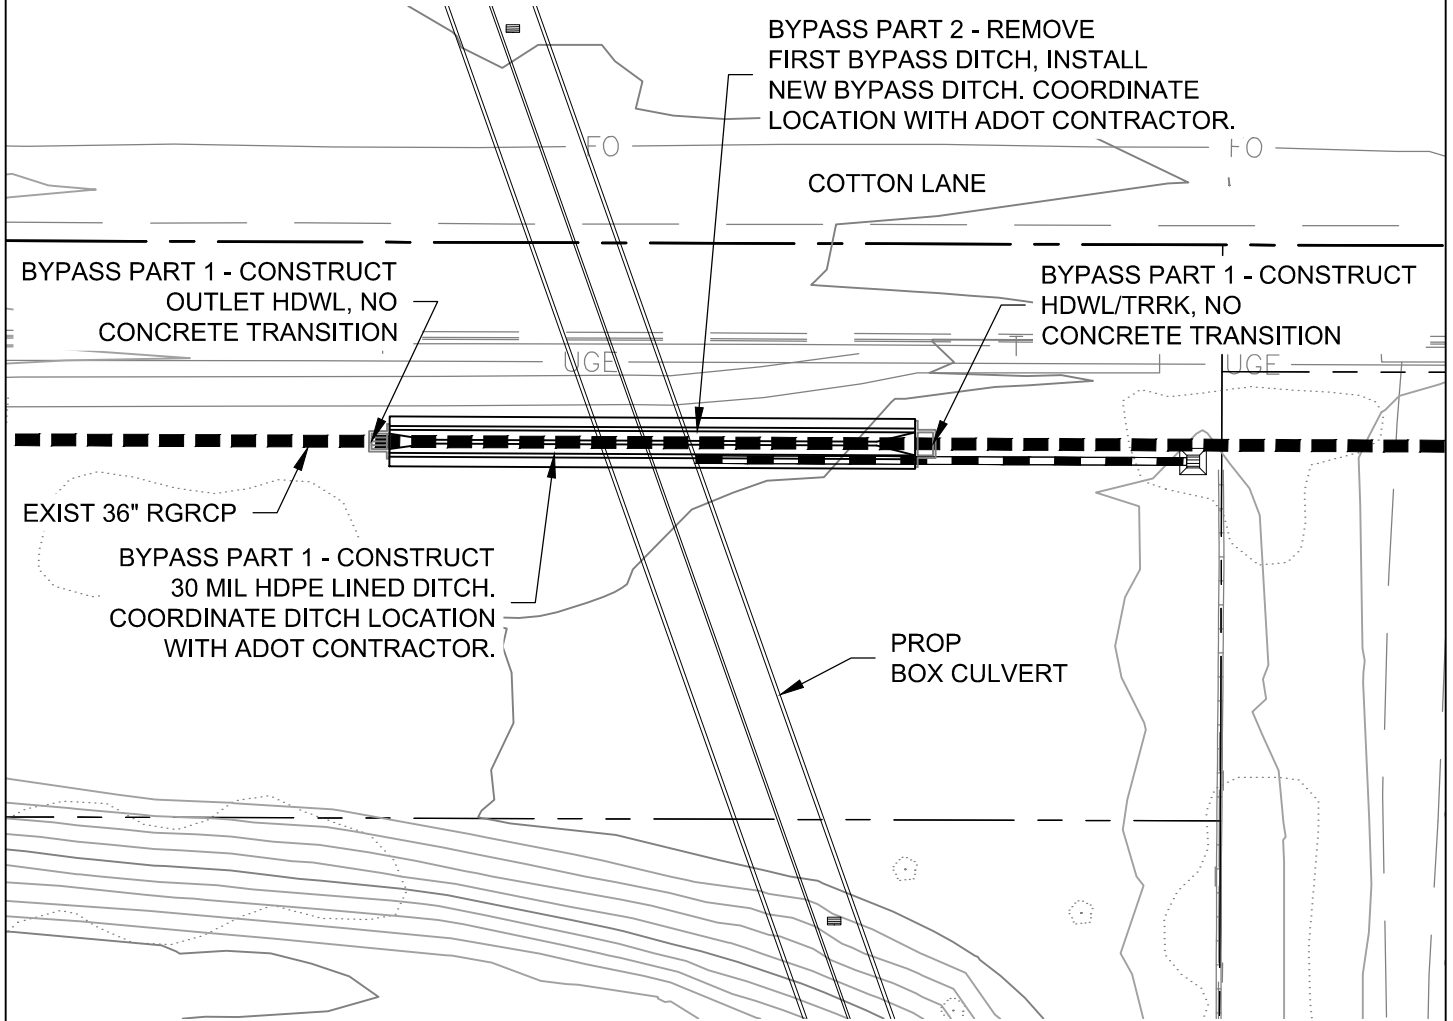 BYPASS PART 2 - REMOVE
FIRST BYPASS DITCH, INSTALL
NEW BYPASS DITCH. COORDINATE
LOCATION WITH ADOT CONTRACTOR.
FO
FO
COTTON LANE
BYPASS PART 1 - CONSTRUCT
OUTLET HDWL, NO
CONCRETE TRANSITION
BYPASS PART 1 - CONSTRUCT
HDWL/TRRK, NO
CONCRETE TRANSITION
T
UGE
UGE
EXIST 36" RGRCP
BYPASS PART 1 - CONSTRUCT
30 MIL HDPE LINED DITCH.
COORDINATE DITCH LOCATION
WITH ADOT CONTRACTOR.
PROP
BOX CULVERT